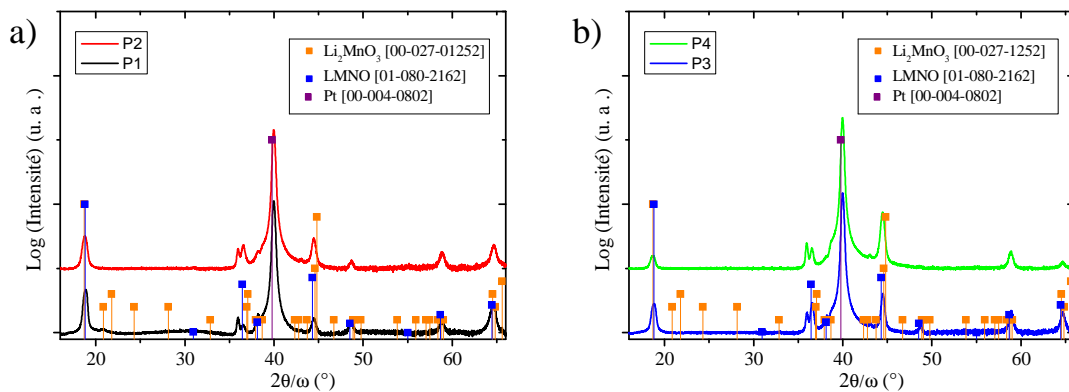 a)
P2
P1
Li₂MnO₃ [00-027-01252]
LMNO [01-080-2162]
Pt [00-004-0802]
Log (Intensité) (u. a .)
20 30 40 50 60
2θ/ω (°)
b)
P4
P3
Li₂MnO₃ [00-027-1252]
LMNO [01-080-2162]
Pt [00-004-0802]
Log (Intensité) (u. a .)
20 30 40 50 60
2θ/ω (°)